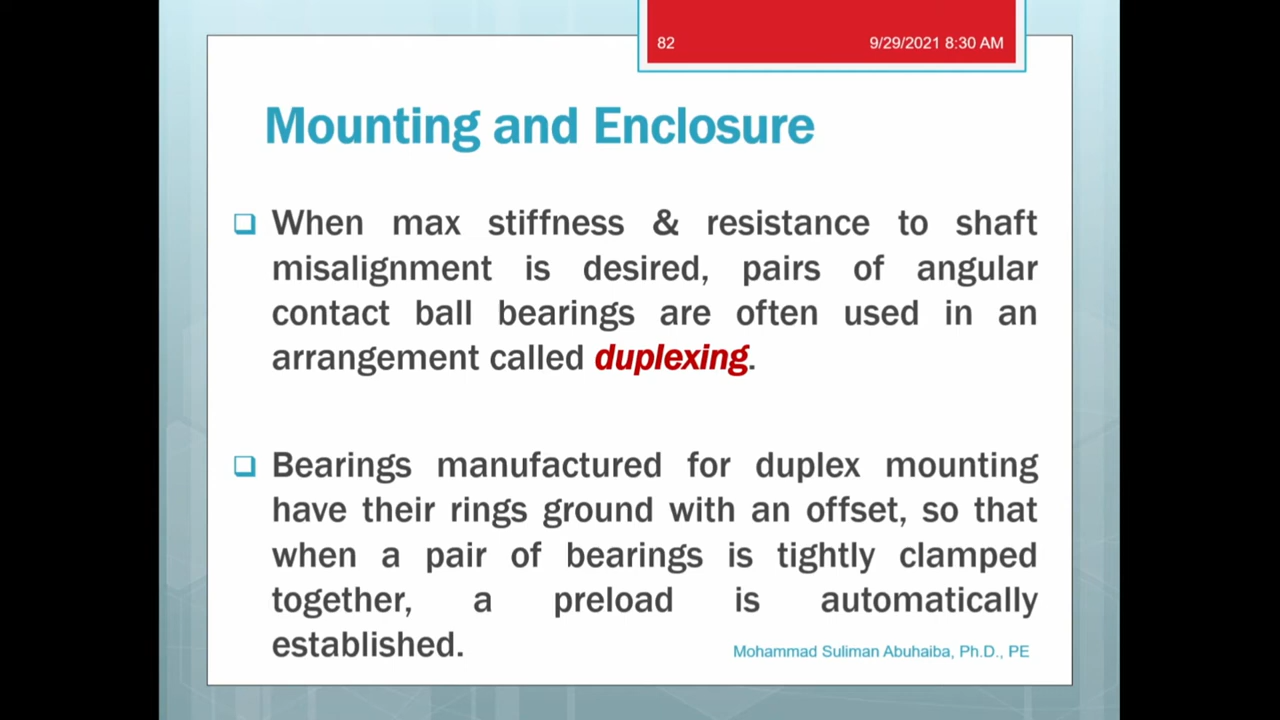 82
9/29/2021 8:30 AM
Mounting and Enclosure
When max stiffness & resistance to shaft
misalignment is desired, pairs of angular
contact ball bearings are often used in an
arrangement called duplexing.
Bearings manufactured for duplex mounting
have their rings ground with an offset, so that
when a pair of bearings is tightly clamped
together, a preload is automatically
established.
Mohammad Suliman Abuhaiba, Ph.D., PE